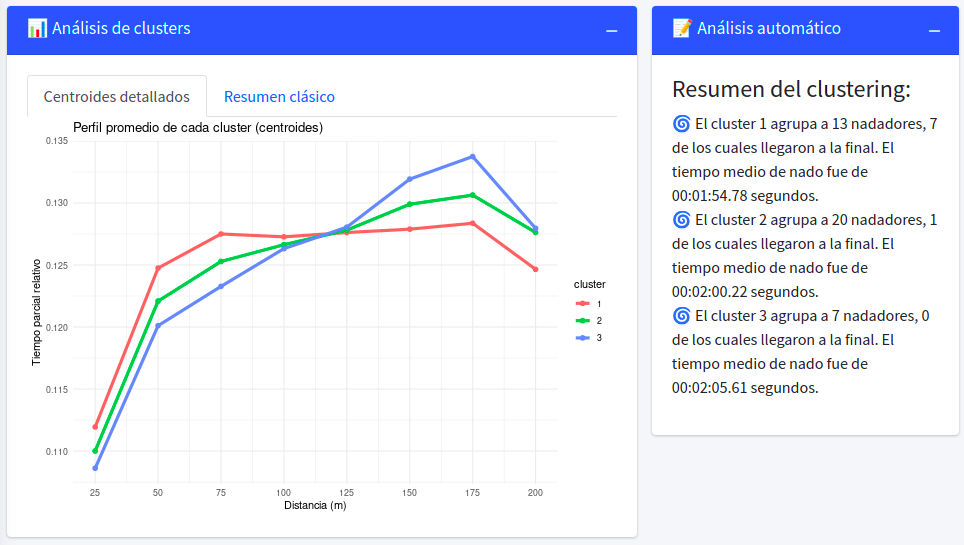 📊 Análisis de clusters
Centroides detallados
Resumen clásico
Perfil promedio de cada cluster (centroides)
0.135
0.130
0.125
0.120
0.115
0.110
Tiempo parcial relativo
25 50 75 100 125 150 175 200
Distancia (m)
cluster
1
2
3
📝 Análisis automático
Resumen del clustering:
🌀 El cluster 1 agrupa a 13 nadadores, 7
de los cuales llegaron a la final. El
tiempo medio de nado fue de
00:01:54.78 segundos.
🌀 El cluster 2 agrupa a 20 nadadores, 1
de los cuales llegaron a la final. El
tiempo medio de nado fue de
00:02:00.22 segundos.
🌀 El cluster 3 agrupa a 7 nadadores, 0
de los cuales llegaron a la final. El
tiempo medio de nado fue de
00:02:05.61 segundos.